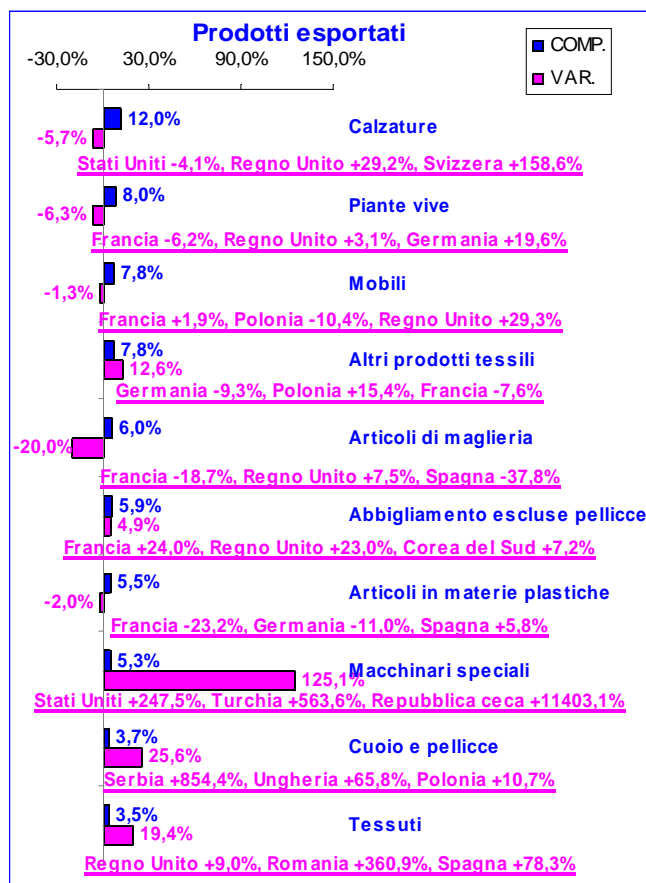 Prodotti esportati
-30,0% 30,0% 90,0% 150,0%
COMP.
VAR.
12,0%
Calzature
-5,7%
Stati Uniti -4,1%, Regno Unito +29,2%, Svizzera +158,6%
8,0%
Piante vive
-6,3%
Francia -6,2%, Regno Unito +3,1%, Germania +19,6%
7,8%
Mobili
-1,3%
Francia +1,9%, Polonia -10,4%, Regno Unito +29,3%
7,8%
Altri prodotti tessili
12,6%
Germania -9,3%, Polonia +15,4%, Francia -7,6%
6,0%
Articoli di maglieria
-20,0%
Francia -18,7%, Regno Unito +7,5%, Spagna -37,8%
5,9%
Abbigliamento escluse pellicce
4,9%
Francia +24,0%, Regno Unito +23,0%, Corea del Sud +7,2%
5,5%
Articoli in materie plastiche
-2,0%
Francia -23,2%, Germania -11,0%, Spagna +5,8%
5,3%
Macchinari speciali
125,1%
Stati Uniti +247,5%, Turchia +563,6%, Repubblica ceca +11403,1%
3,7%
Cuoio e pellicce
25,6%
Serbia +854,4%, Ungheria +65,8%, Polonia +10,7%
3,5%
Tessuti
19,4%
Regno Unito +9,0%, Romania +360,9%, Spagna +78,3%